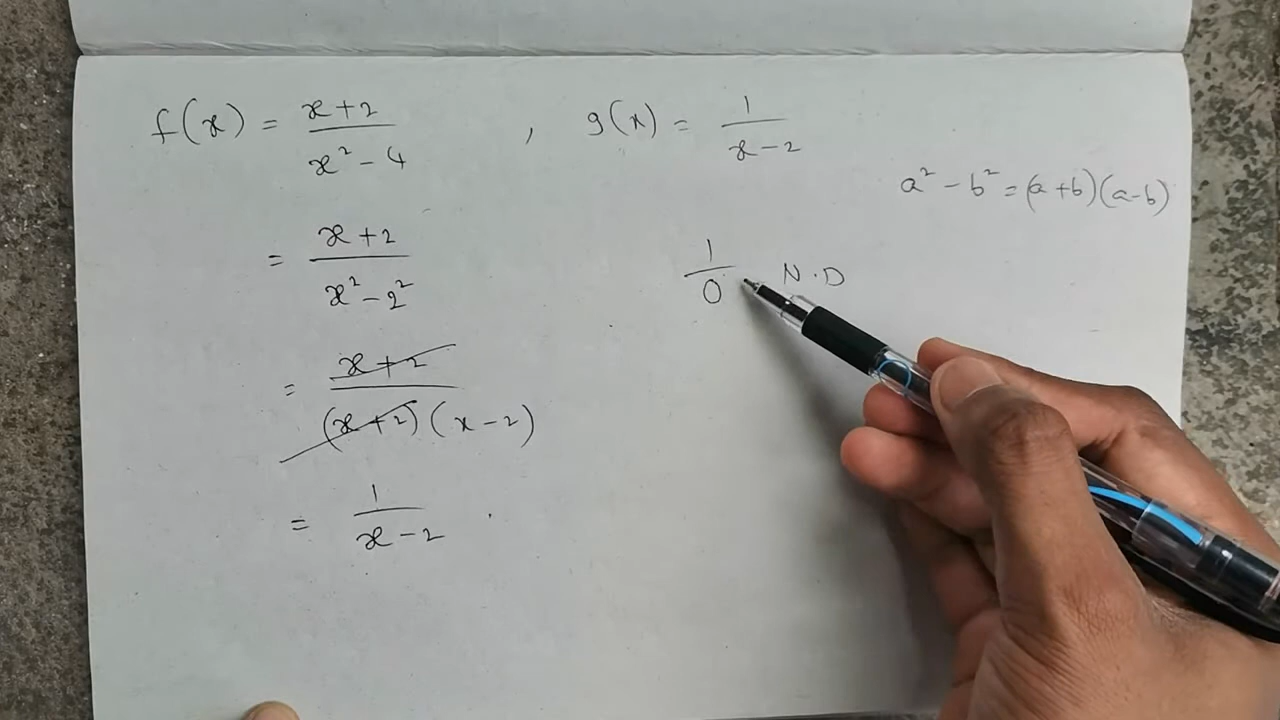 f(x) = x+2 / x² - 4 , g(x) = 1 / x-2
a² - b² = (a+b)(a-b)
= x+2 / x² - 2²
1 / 0 N.D
= x+2 / (x+2)(x-2)
= 1 / x-2 .